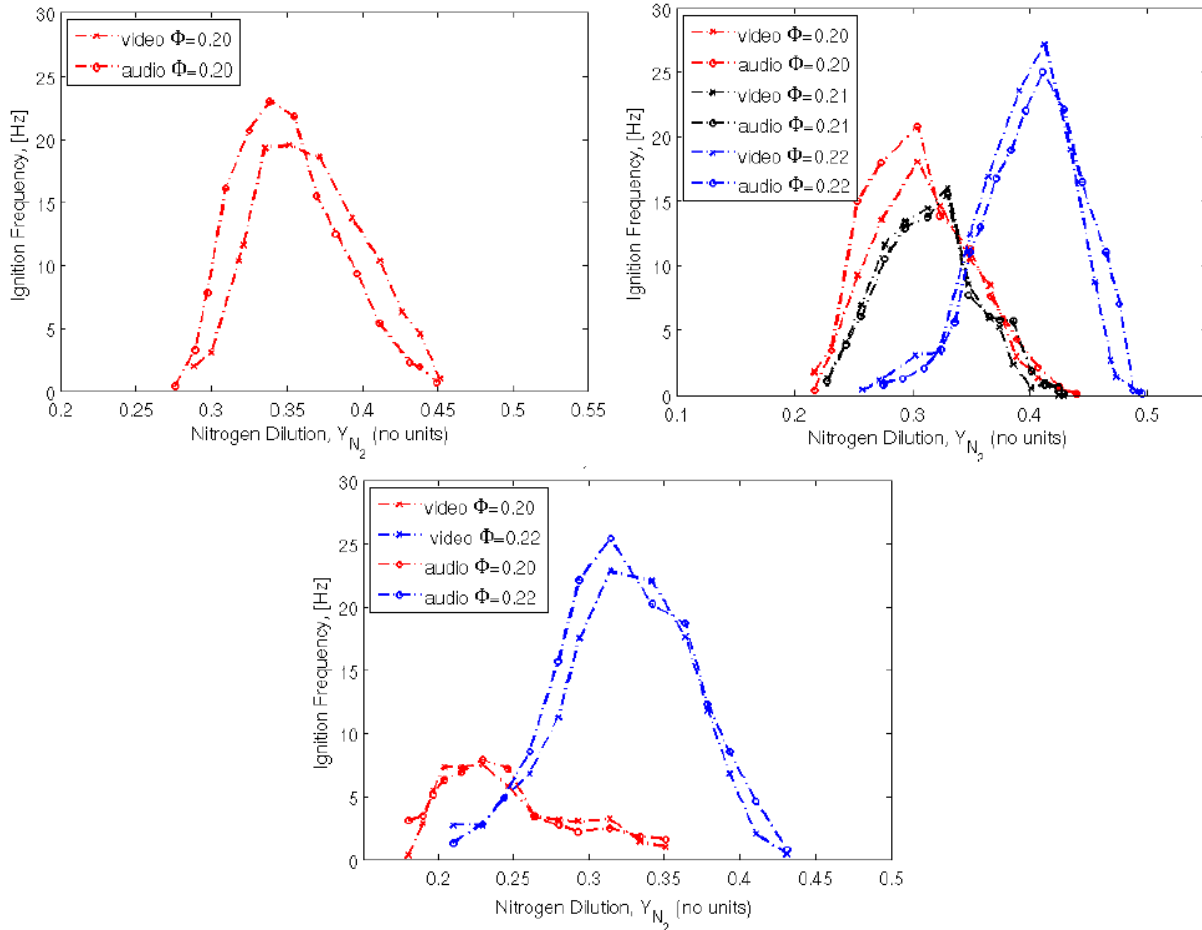 30
25
20
15
10
5
0
Ignition Frequency, [Hz]
video Φ=0.20
audio Φ=0.20
0.2 0.25 0.3 0.35 0.4 0.45 0.5 0.55
Nitrogen Dilution, Y_N_2 (no units)
30
25
20
15
10
5
0
Ignition Frequency, [Hz]
video Φ=0.20
audio Φ=0.20
video Φ=0.21
audio Φ=0.21
video Φ=0.22
audio Φ=0.22
0.1 0.2 0.3 0.4 0.5
Nitrogen Dilution, Y_N_2 (no units)
30
25
20
15
10
5
0
Ignition Frequency, [Hz]
video Φ=0.20
video Φ=0.22
audio Φ=0.20
audio Φ=0.22
0.2 0.25 0.3 0.35 0.4 0.45 0.5
Nitrogen Dilution, Y_N_2 (no units)